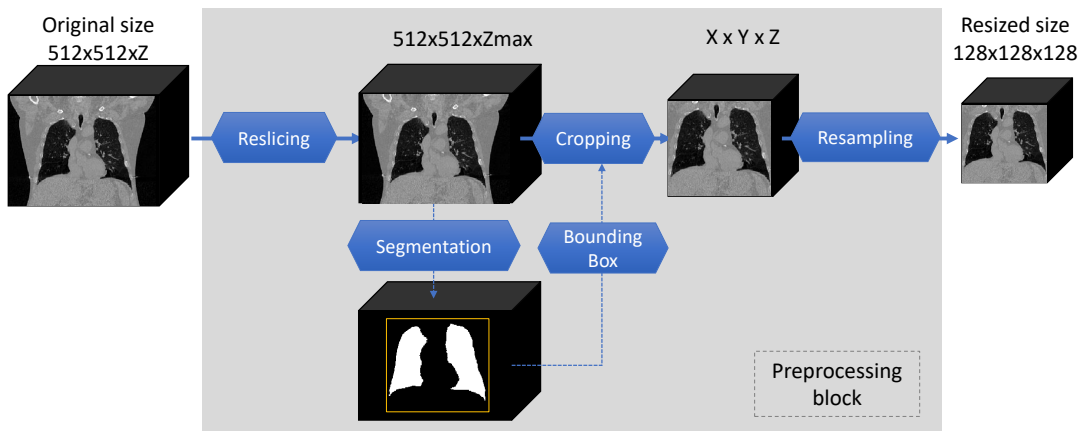 Original size
512x512xZ
512x512xZmax
X x Y x Z
Resized size
128x128x128
Reslicing
Cropping
Resampling
Segmentation
Bounding
Box
Preprocessing
block